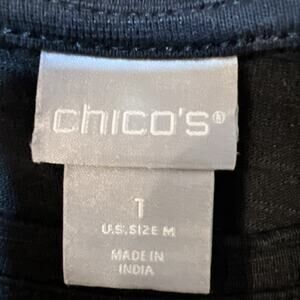 chico's®
1
U.S. SIZE M
MADE IN
INDIA